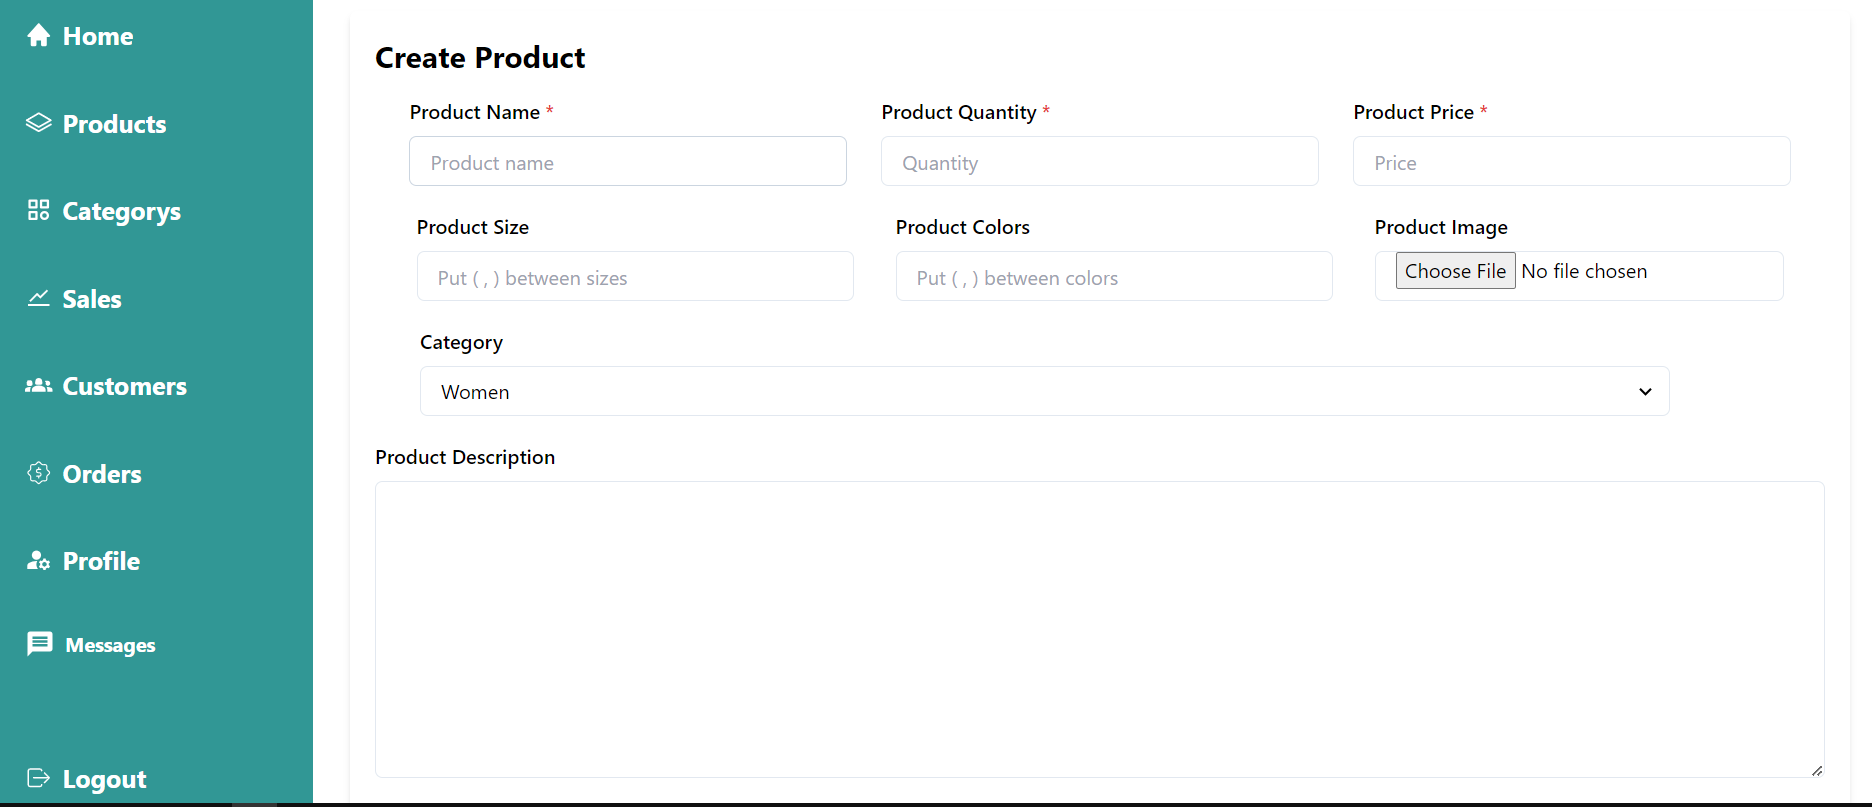 Home
Products
Categorys
Sales
Customers
Orders
Profile
Messages
Logout
Create Product
Product Name *
Product name
Product Quantity *
Quantity
Product Price *
Price
Product Size
Put ( , ) between sizes
Product Colors
Put ( , ) between colors
Product Image
Choose File No file chosen
Category
Women
Product Description